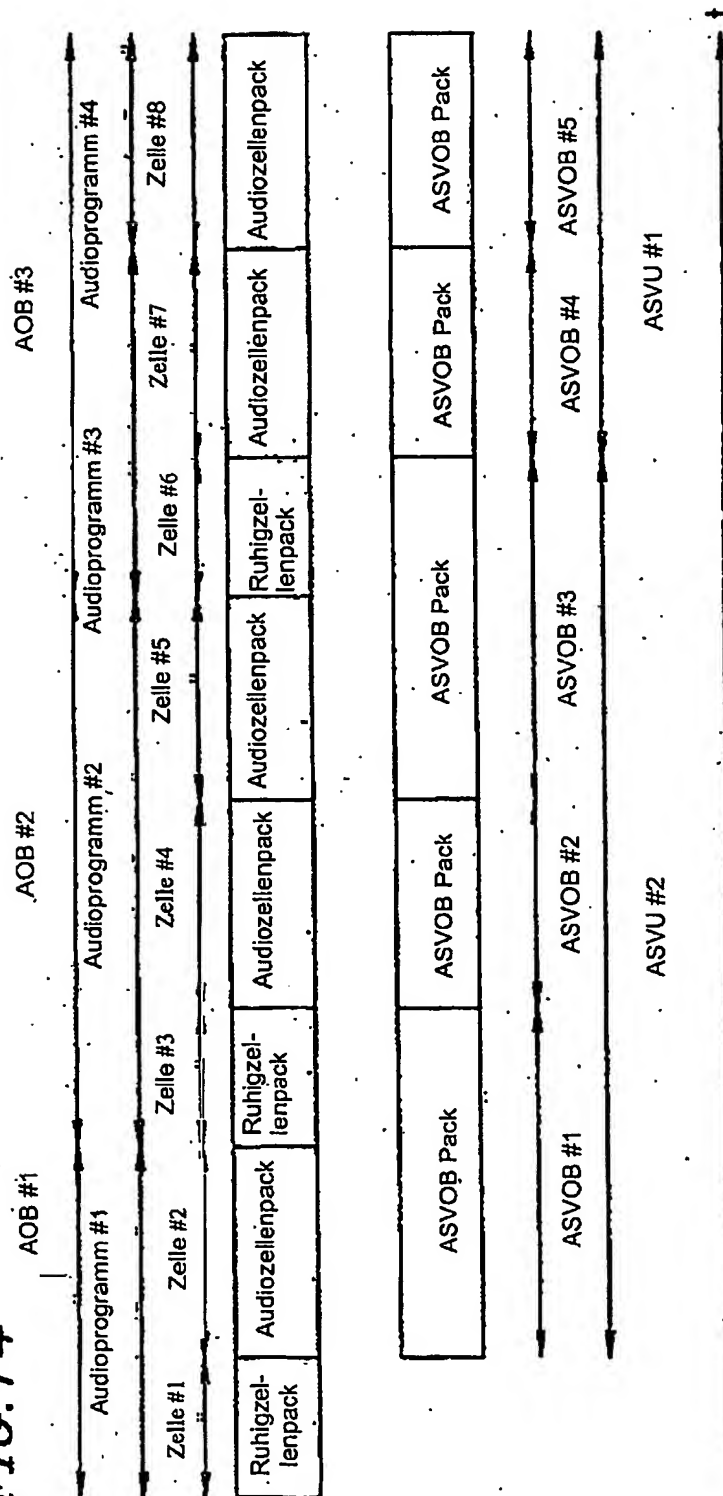 FIG.74
AOB #1 AOB #2 AOB #3
Audioprogramm #1 Audioprogramm #2 Audioprogramm #3 Audioprogramm #4
Zelle #1 Zelle #2 Zelle #3 Zelle #4 Zelle #5 Zelle #6 Zelle #7 Zelle #8
Ruhigzel-
lenpack
Audiozellenpack
Ruhigzel-
lenpack
Audiozellenpack
Audiozellenpack
Ruhigzel-
lenpack
Audiozellenpack
Audiozellenpack
ASVOB Pack ASVOB Pack ASVOB Pack ASVOB Pack ASVOB Pack
ASVOB #1 ASVOB #2 ASVOB #3 ASVOB #4 ASVOB #5
ASVU #2 ASVU #1
t